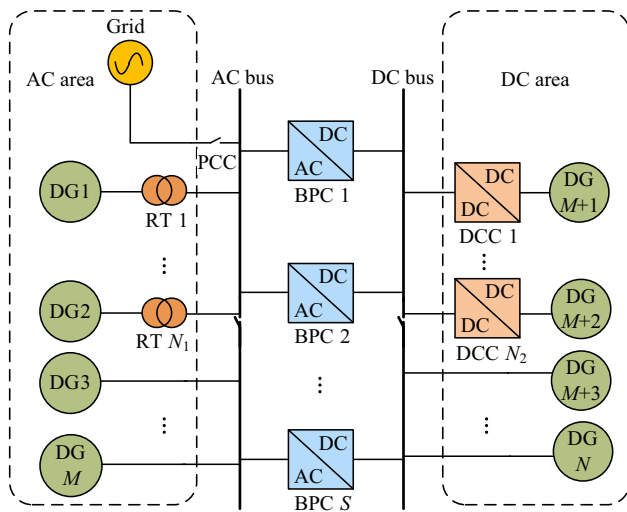 Grid
AC area
AC bus
DC bus
DC area
PCC
DC
AC
BPC 1
DG1
RT 1
DC
DC
DCC 1
DG
M+1
DG2
RT N₁
DC
AC
BPC 2
DC
DC
DCC N₂
DG
M+2
DG3
DG
M+3
DG
M
DC
AC
BPC S
DG
N